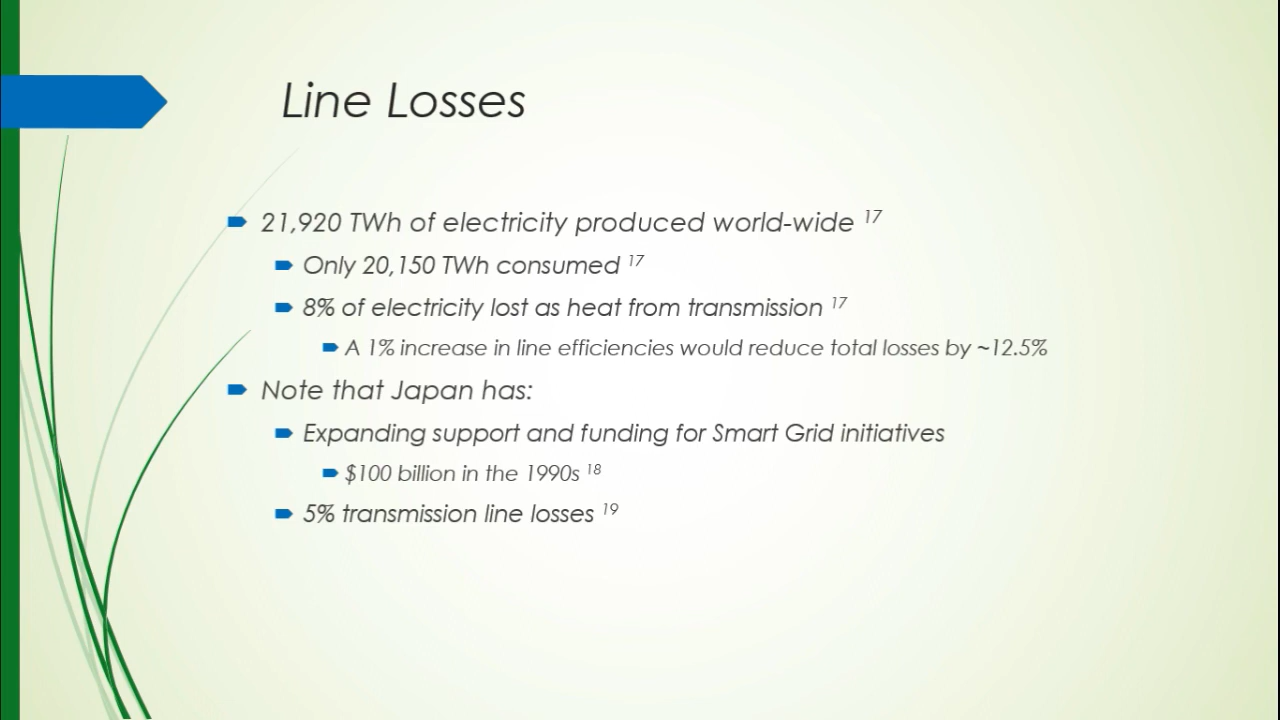 Line Losses
21,920 TWh of electricity produced world-wide 17
Only 20,150 TWh consumed 17
8% of electricity lost as heat from transmission 17
A 1% increase in line efficiencies would reduce total losses by ~12.5%
Note that Japan has:
Expanding support and funding for Smart Grid initiatives
$100 billion in the 1990s 18
5% transmission line losses 19